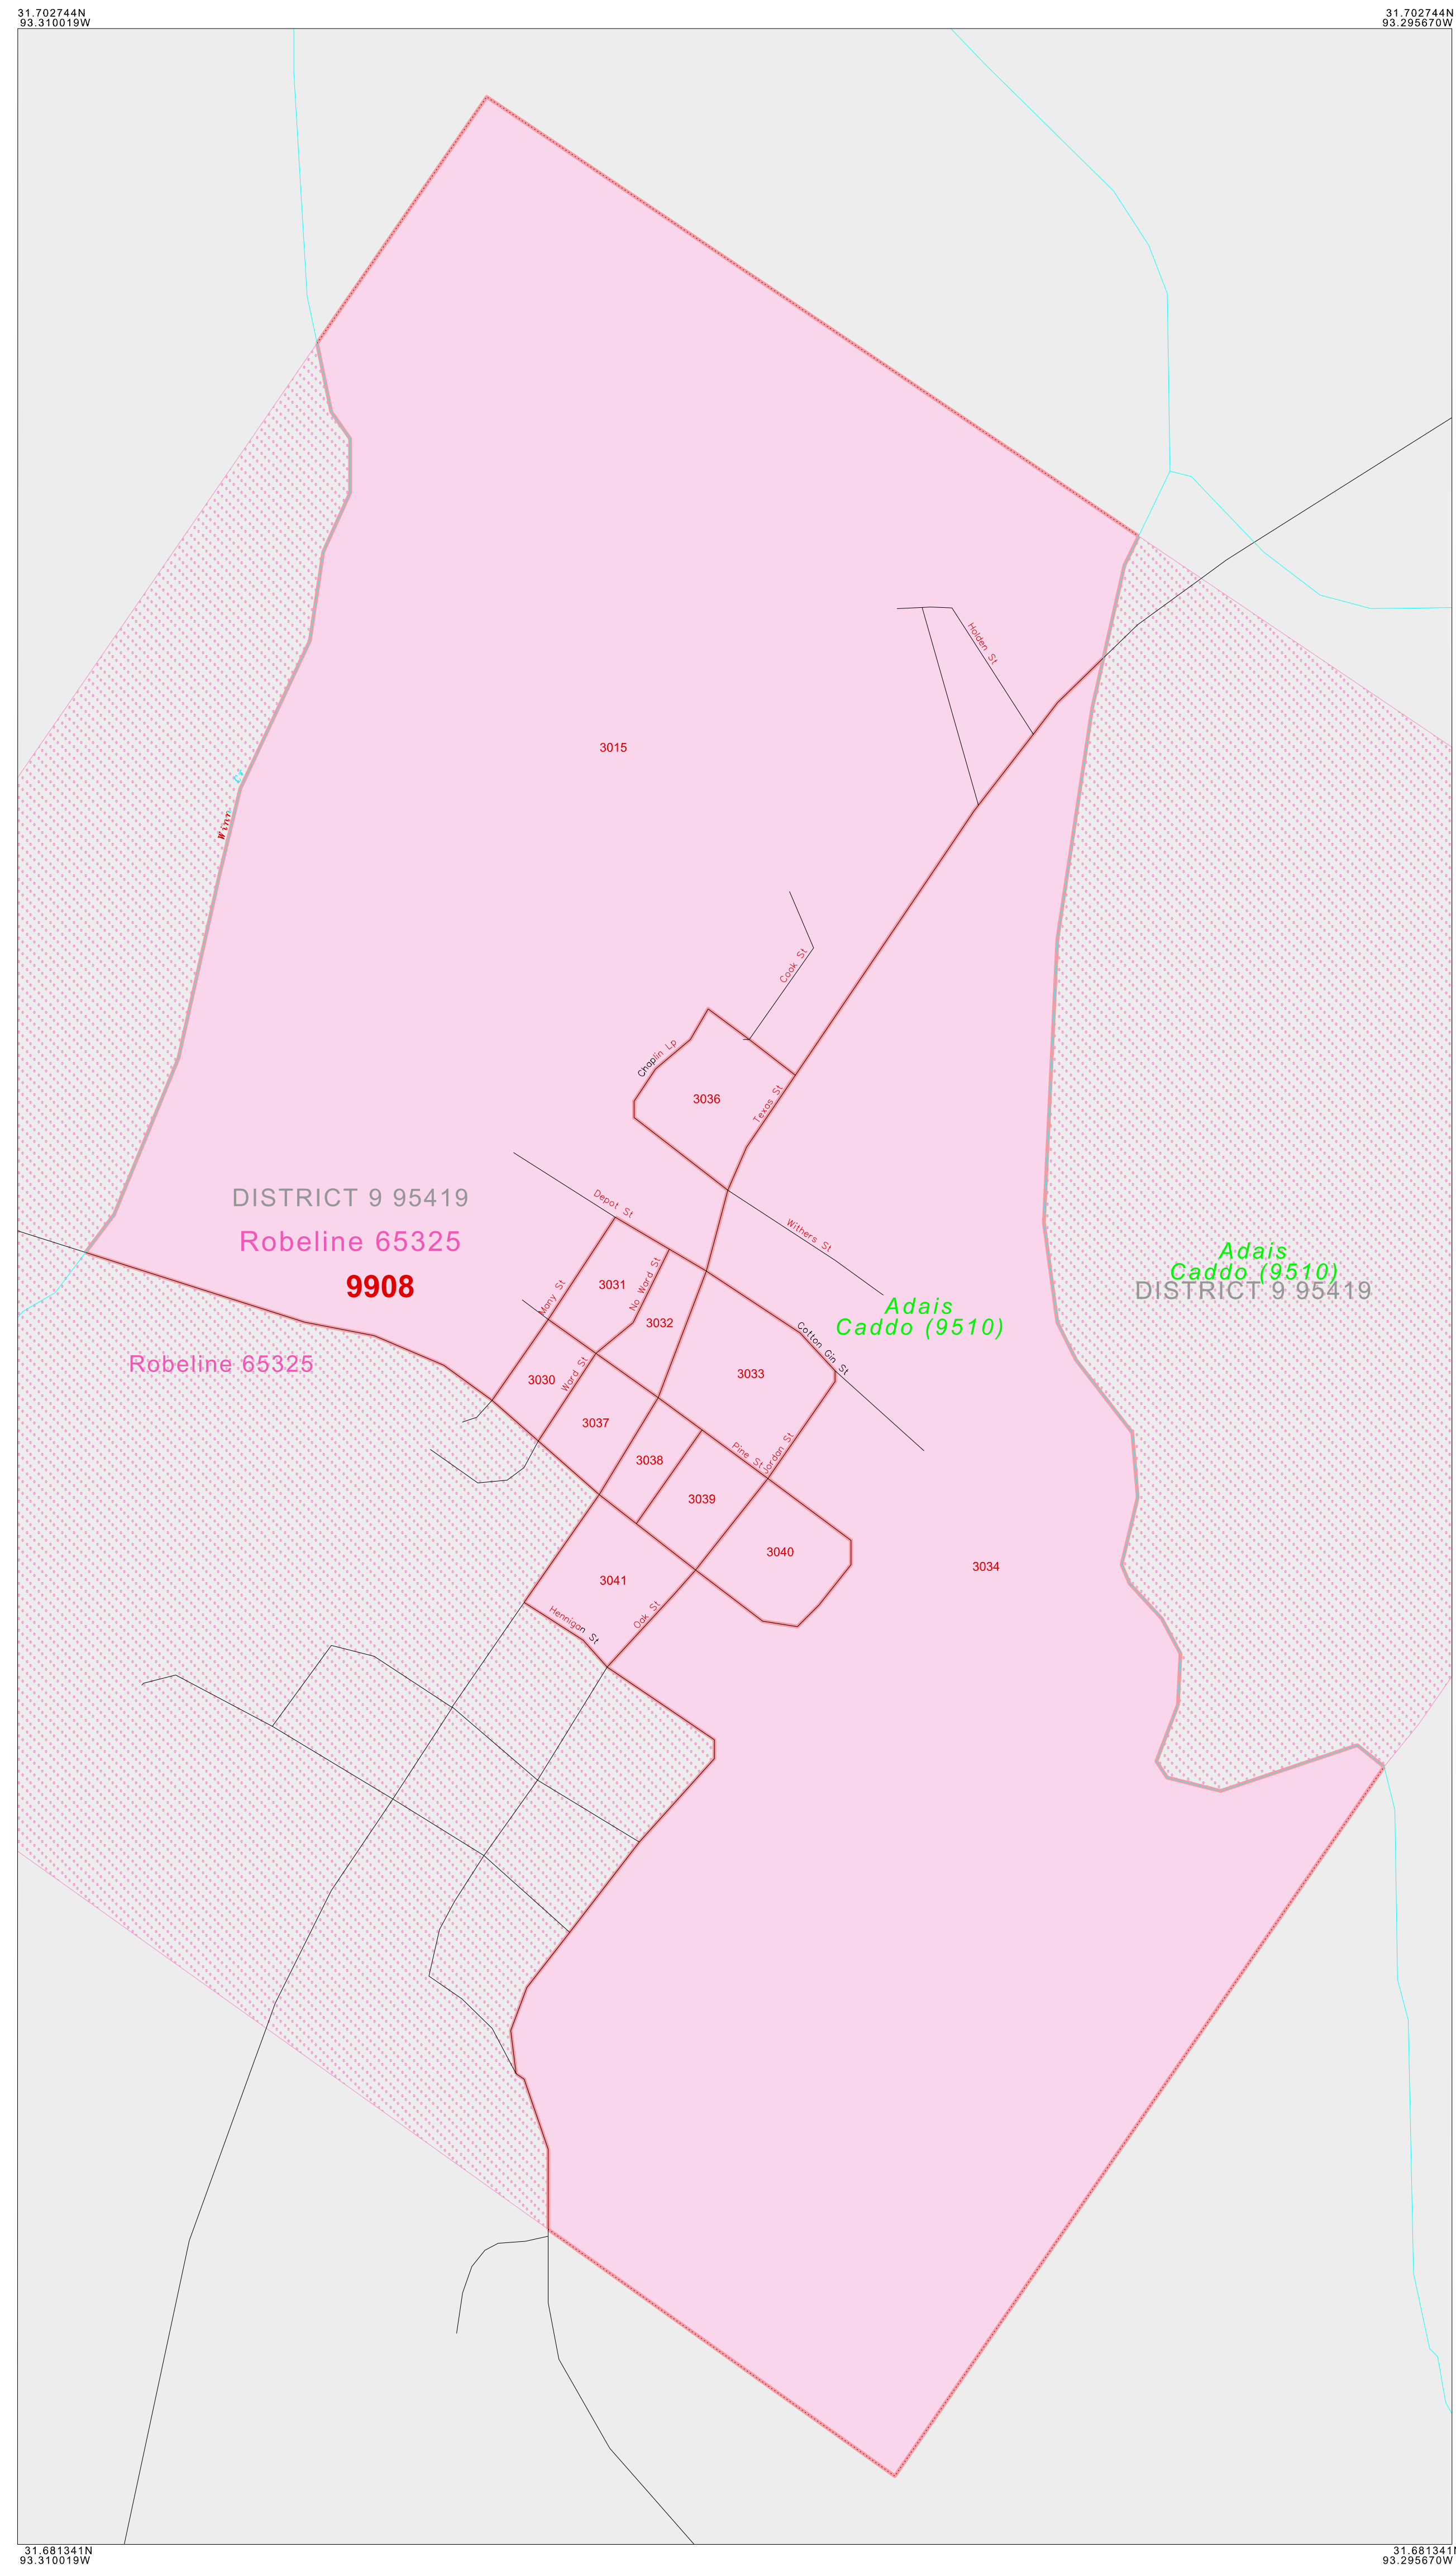 31.702744N
93.310019W
31.702744N
93.295670W
Holden St
3015
Cr
Winn
Cook St
Chaplin Lp
3036
Texas St
DISTRICT 9 95419
Robeline 65325
9908
Depot St
Withers St
Adais
Caddo (9510)
DISTRICT 9 95419
Adais
Caddo (9510)
3031
No Ward St
Many St
3032
Cotton Gin St
Robeline 65325
3030
Ward St
3033
3037
3038
Pine St
Jordan St
3039
3040
3034
3041
Hennigan St
Oak St
31.681341N
93.310019W
31.681341N
93.295670W